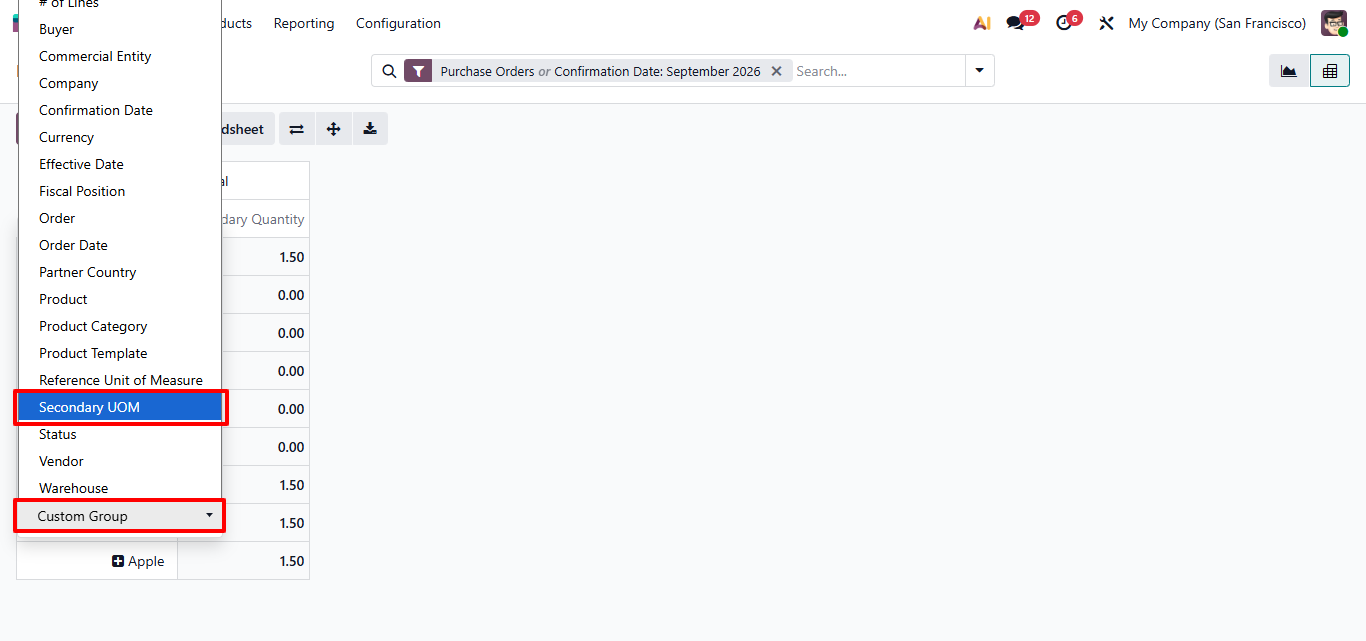 # of Lines
ducts Reporting Configuration
AI 12 6 My Company (San Francisco)
Buyer
Commercial Entity
Company
Confirmation Date
Currency
Effective Date
Fiscal Position
Order
Order Date
Partner Country
Product
Product Category
Product Template
Reference Unit of Measure
Secondary UOM
Status
Vendor
Warehouse
Custom Group
Purchase Orders or Confirmation Date: September 2026
Search...
dsheet
al
dary Quantity
1.50
0.00
0.00
0.00
0.00
0.00
1.50
1.50
Apple 1.50